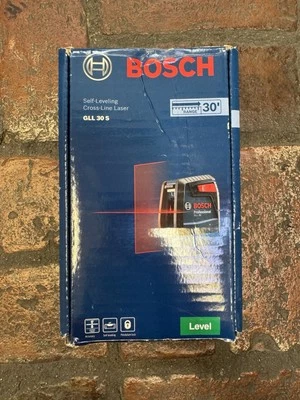 BOSCH
30'
Self-Leveling
Cross-Line Laser
GLL 30 S
BOSCH
Level